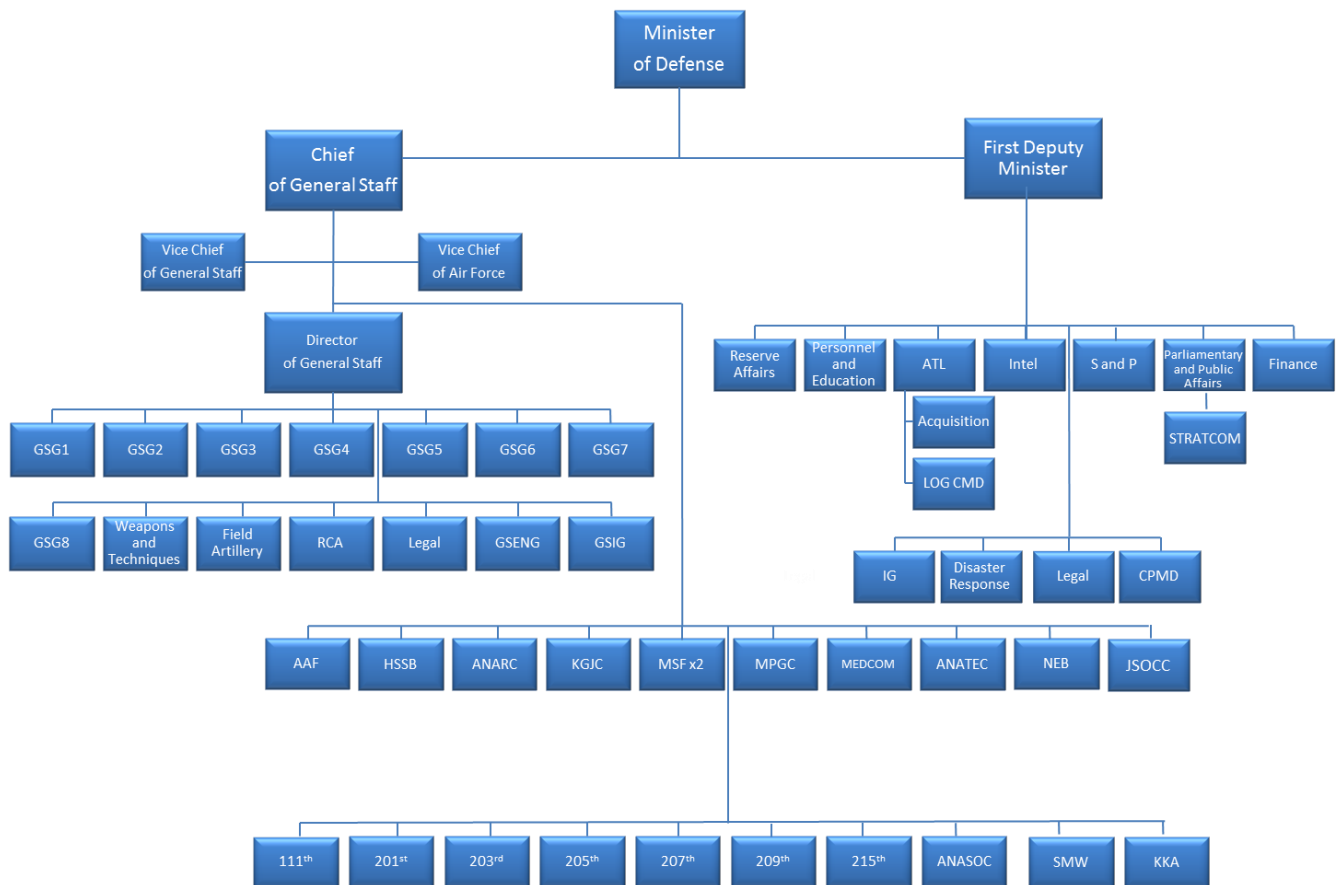 Minister
of Defense
Chief
of General Staff
First Deputy
Minister
Vice Chief
of General Staff
Vice Chief
of Air Force
Director
of General Staff
Reserve
Affairs
Personnel
and
Education
ATL
Intel
S and P
Parliamentary
and Public
Affairs
Finance
Acquisition
STRATCOM
LOG CMD
GSG1
GSG2
GSG3
GSG4
GSG5
GSG6
GSG7
GSG8
Weapons
and
Techniques
Field
Artillery
RCA
Legal
GSENG
GSIG
IG
Disaster
Response
Legal
CPMD
AAF
HSSB
ANARC
KGJC
MSF x2
MPGC
MEDCOM
ANATEC
NEB
JSOCC
111th
201st
203rd
205th
207th
209th
215th
ANASOC
SMW
KKA